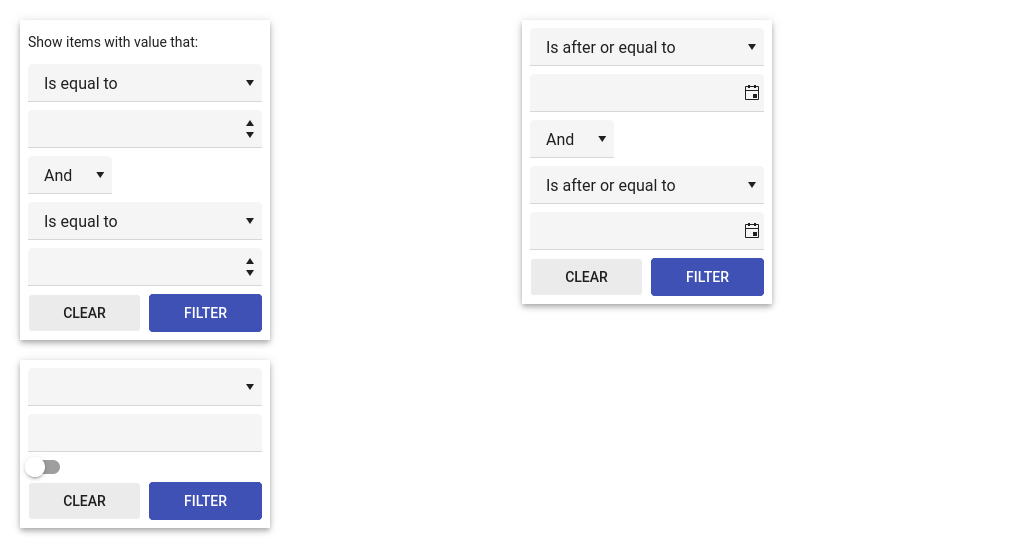 Show items with value that:
Is equal to
And
Is equal to
CLEAR FILTER
Is after or equal to
And
Is after or equal to
CLEAR FILTER
CLEAR FILTER